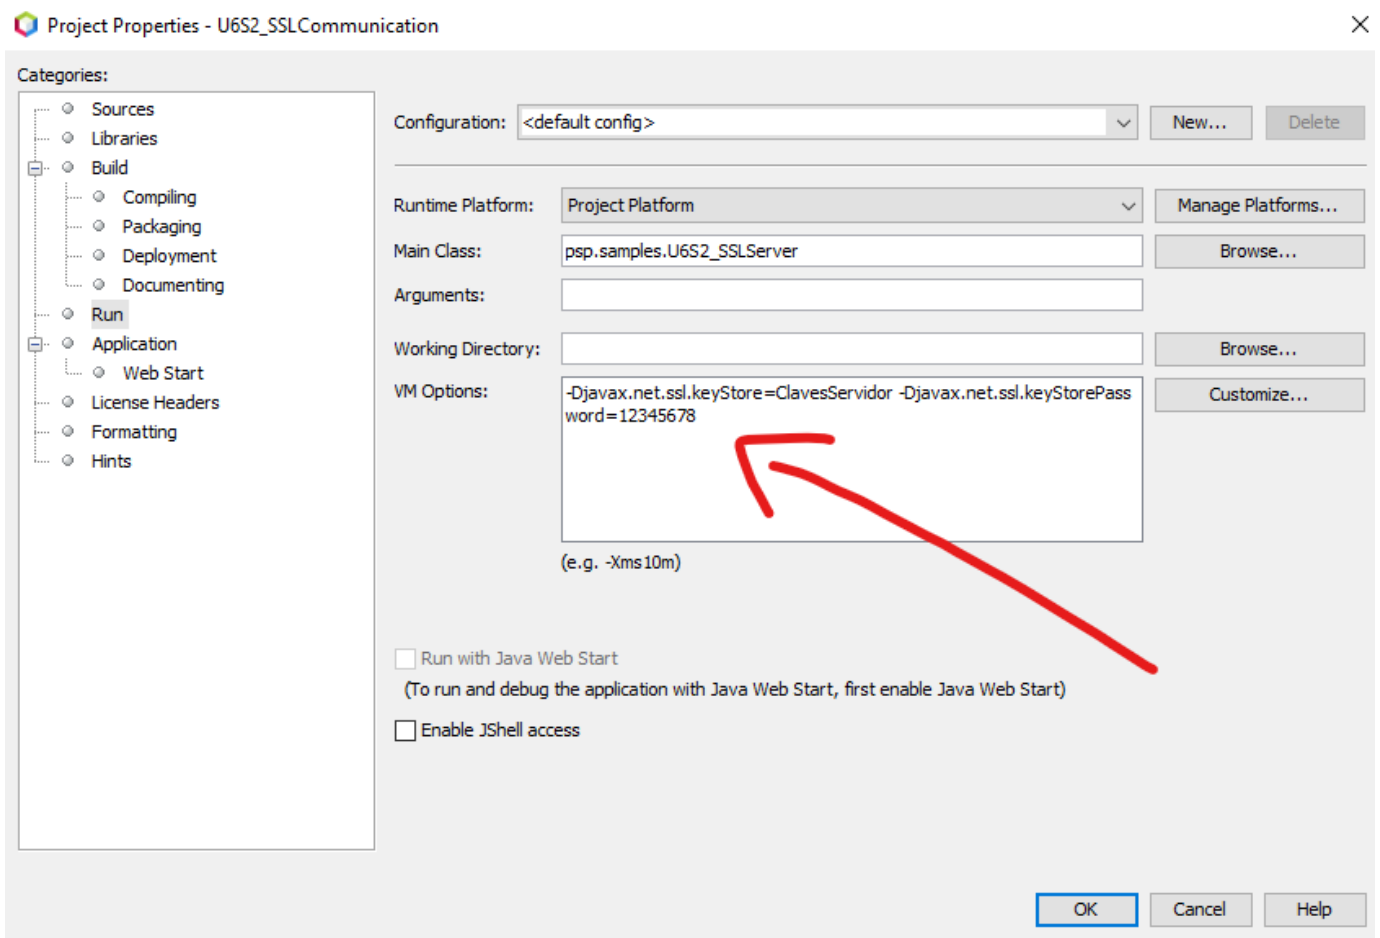 Project Properties - U6S2_SSLCommunication
Categories:
Sources
Libraries
Build
Compiling
Packaging
Deployment
Documenting
Run
Application
Web Start
License Headers
Formatting
Hints
Configuration: <default config> New... Delete
Runtime Platform: Project Platform Manage Platforms...
Main Class: psp.samples.U6S2_SSLServer Browse...
Arguments:
Working Directory: Browse...
VM Options: -Djavax.net.ssl.keyStore=ClavesServidor -Djavax.net.ssl.keyStorePass Customize...
word=12345678
(e.g. -Xms10m)
Run with Java Web Start
(To run and debug the application with Java Web Start, first enable Java Web Start)
Enable JShell access
OK Cancel Help